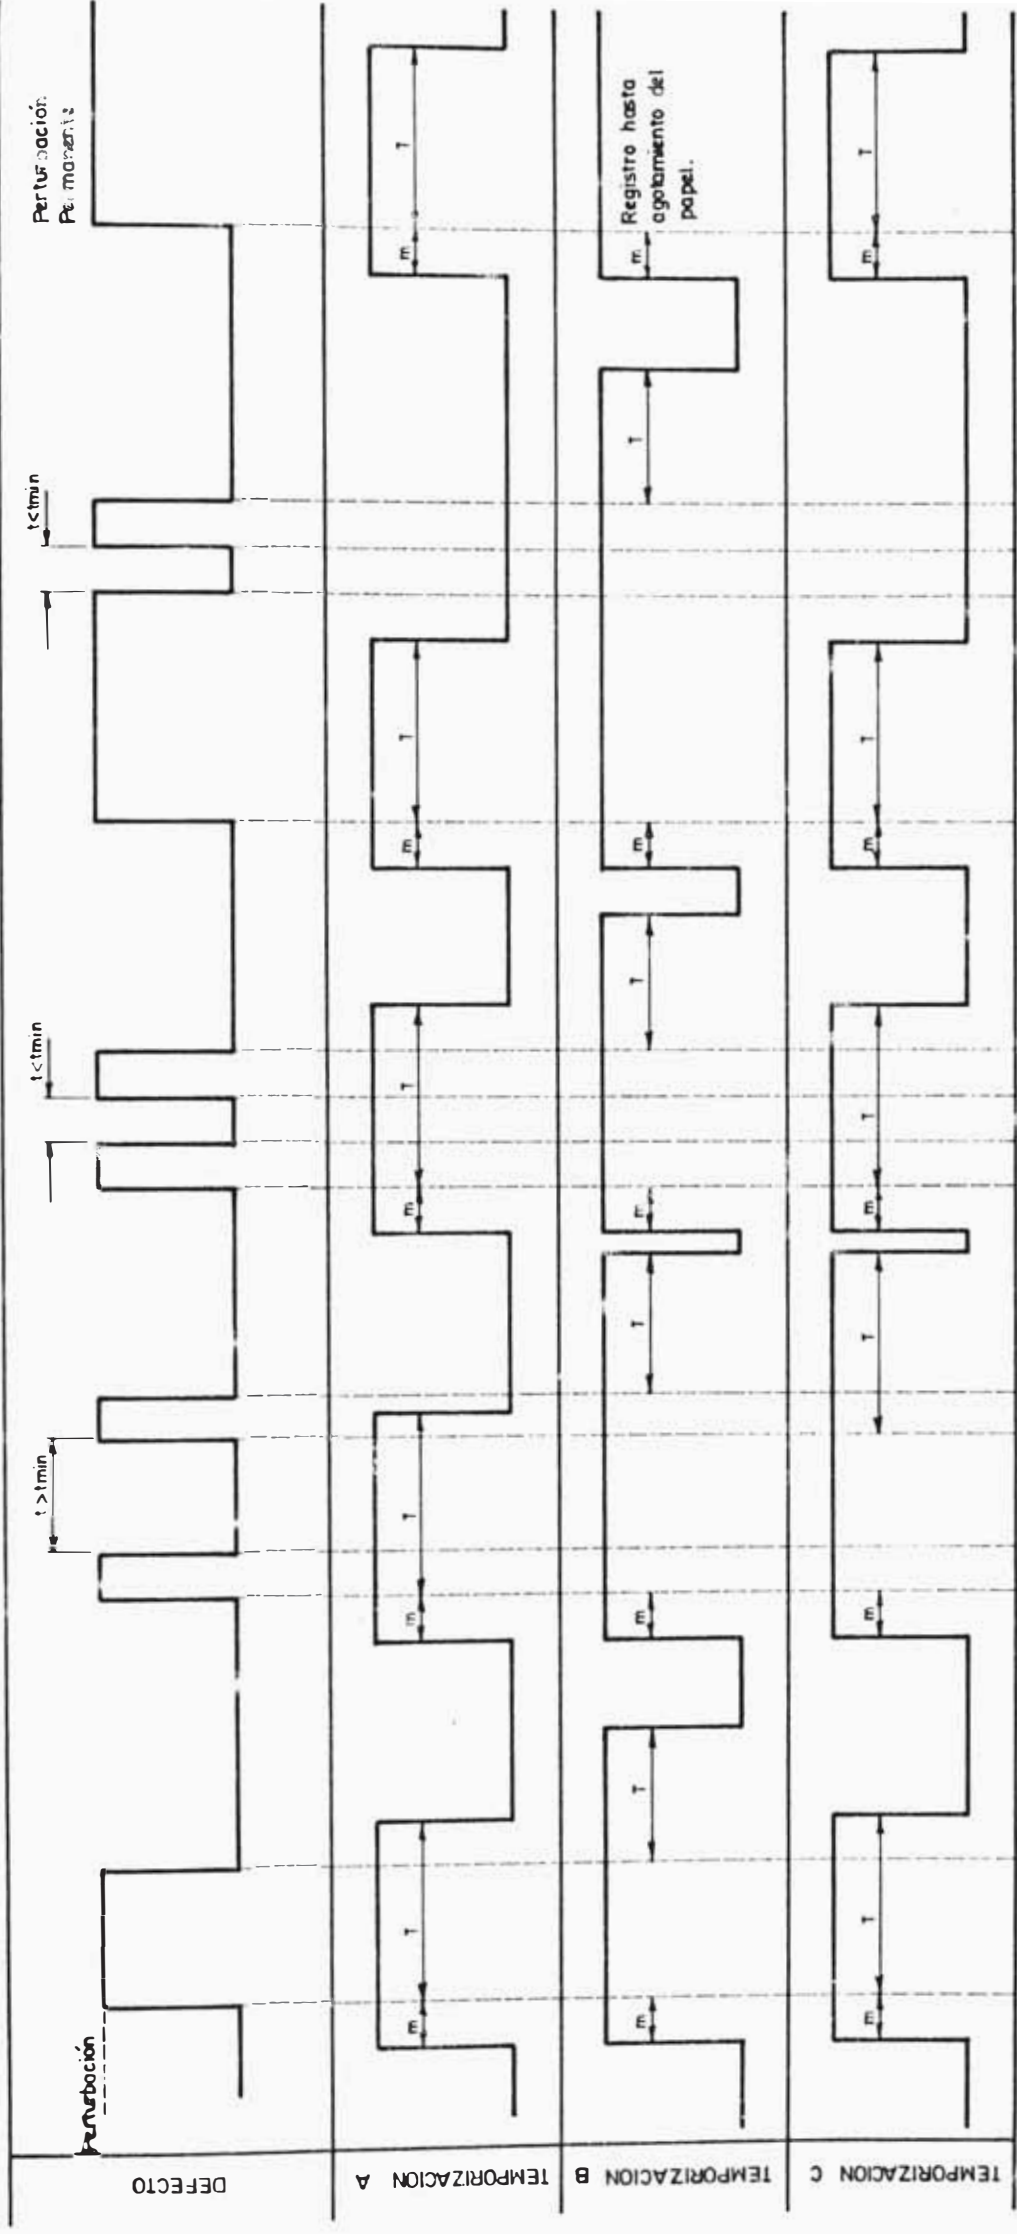 Perturbación
Permanente
t<tmin
t<tmin
t>tmin
Perturbación
DEFECTO
T
m
T
m
T
m
T
m
T
m
TEMPORIZACION A
Registro hasta
agotamiento del
papel.
m
T
m
T
m
T
m
T
m
TEMPORIZACION B
T
m
T
m
T
m
T
m
T
m
TEMPORIZACION C